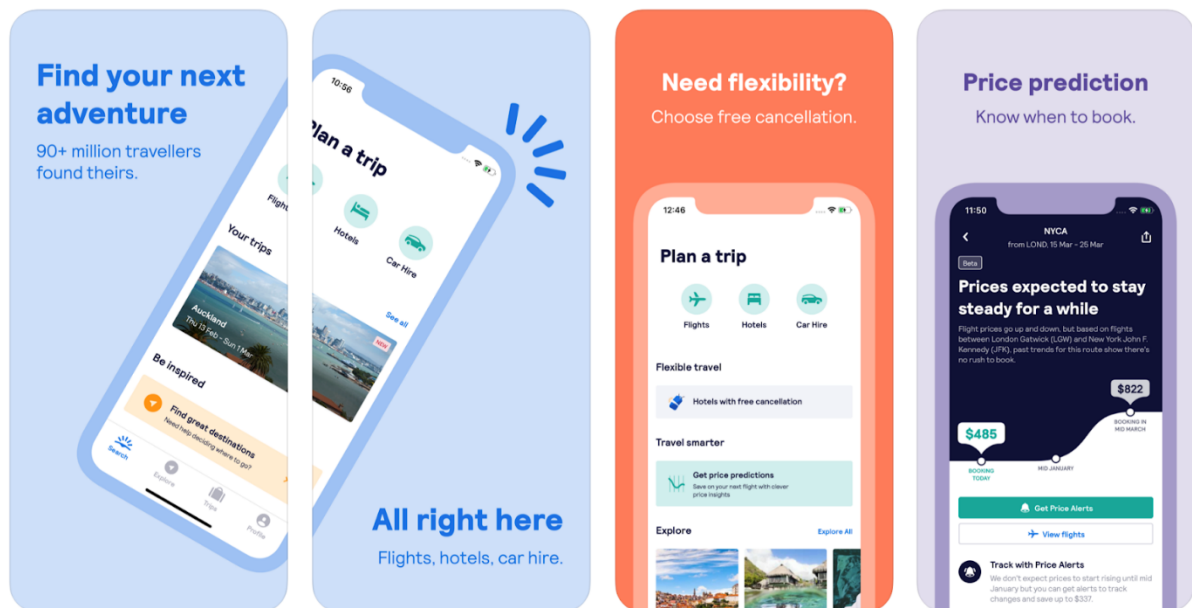 Find your next
adventure
90+ million travellers
found theirs.
Your trips
Auckland
Thu 13 Feb - Sun 1 Mar
Be inspired
Find great destinations
Need help deciding where to go?
Search
Explore
Trips
Profile
10:56
Plan a trip
Flights
Hotels
Car Hire
See all
NEW
All right here
Flights, hotels, car hire.
Need flexibility?
Choose free cancellation.
12:46
Plan a trip
Flights
Hotels
Car Hire
Flexible travel
Hotels with free cancellation
Travel smarter
Get price predictions
Save on your next flight with clever
price insights
Explore
Explore All
Price prediction
Know when to book.
11:50
NYCA
from LOND, 15 Mar - 25 Mar
Beta
Prices expected to stay
steady for a while
Flight prices go up and down, but based on flights
between London Gatwick (LGW) and New York John F.
Kennedy (JFK), past trends for this route show there's
no rush to book.
$822
BOOKING IN
MID MARCH
$485
BOOKING
TODAY
MID JANUARY
Get Price Alerts
View flights
Track with Price Alerts
We don't expect prices to start rising until mid
January but you can get alerts to track
changes and save up to $337.